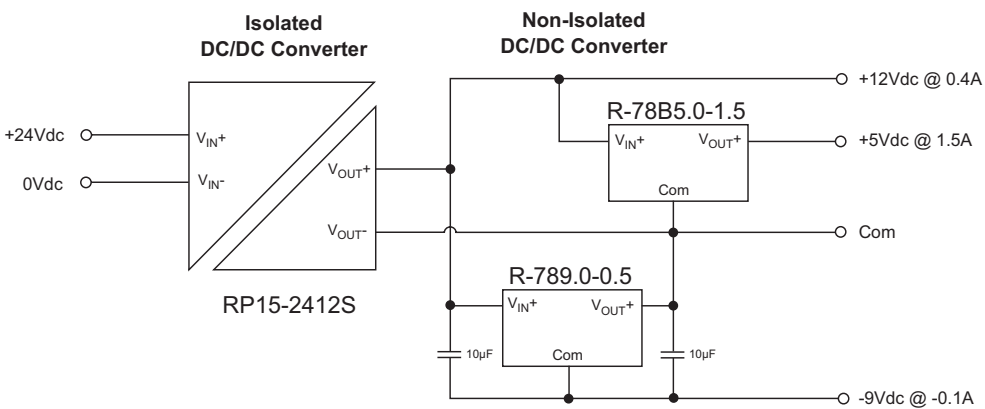 Isolated
DC/DC Converter
Non-Isolated
DC/DC Converter
+12Vdc @ 0.4A
R-78B5.0-1.5
+24Vdc
VIN+
VIN+
VOUT+
+5Vdc @ 1.5A
0Vdc
VIN-
VOUT+
Com
VOUT-
Com
R-789.0-0.5
RP15-2412S
VIN+
VOUT+
10µF
Com
10µF
-9Vdc @ -0.1A